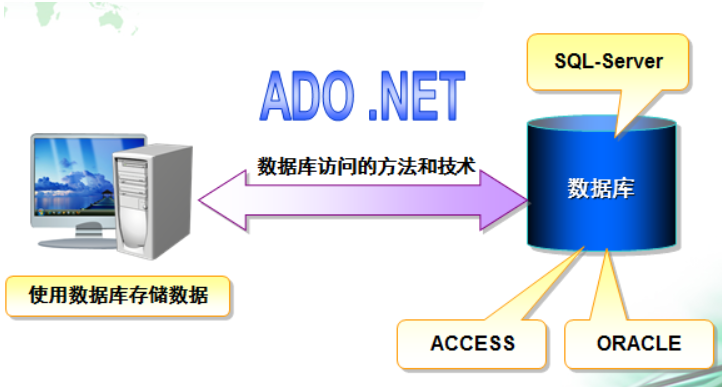 SQL-Server
ADO .NET
数据库访问的方法和技术
数据库
使用数据库存储数据
ACCESS
ORACLE